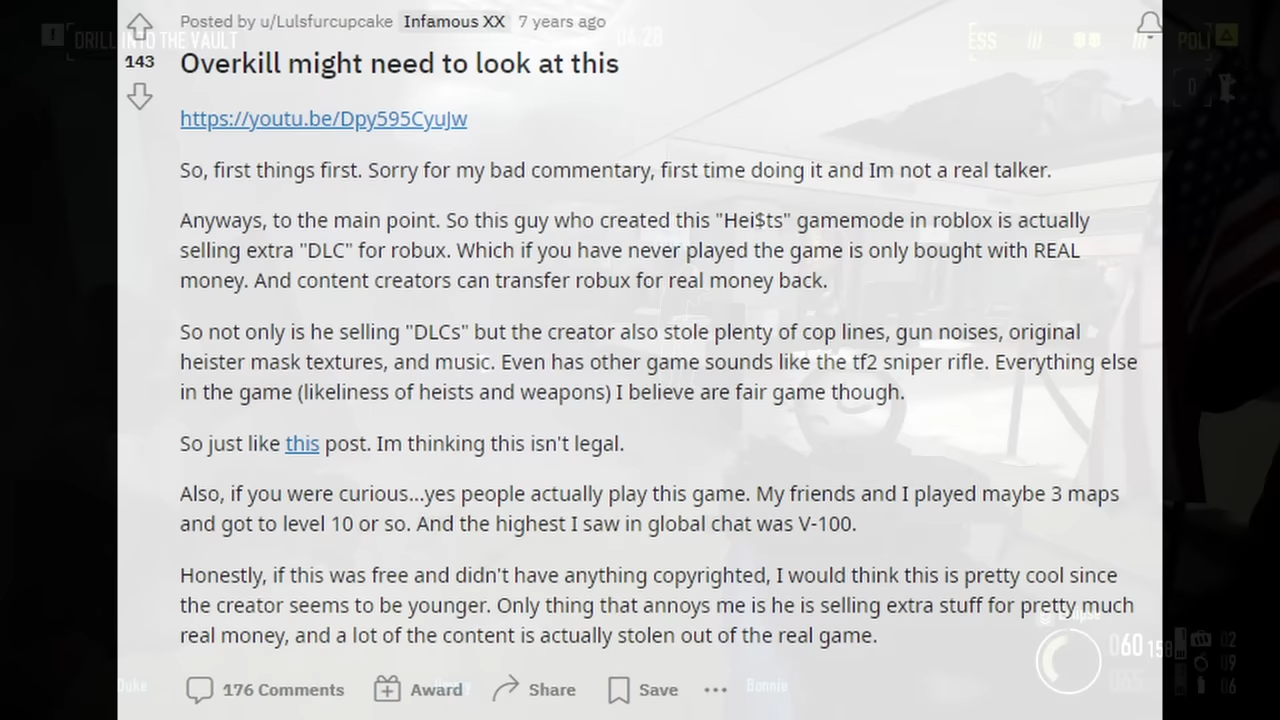 Posted by u/Lulsfurcupcake Infamous XX 7 years ago
DRILL INTO THE VAULT
04:28
ESS
POLI
143
Overkill might need to look at this
https://youtu.be/Dpy595CyuJw
So, first things first. Sorry for my bad commentary, first time doing it and Im not a real talker.
Anyways, to the main point. So this guy who created this "Hei$ts" gamemode in roblox is actually
selling extra "DLC" for robux. Which if you have never played the game is only bought with REAL
money. And content creators can transfer robux for real money back.
So not only is he selling "DLCs" but the creator also stole plenty of cop lines, gun noises, original
heister mask textures, and music. Even has other game sounds like the tf2 sniper rifle. Everything else
in the game (likeliness of heists and weapons) I believe are fair game though.
So just like this post. Im thinking this isn't legal.
Also, if you were curious...yes people actually play this game. My friends and I played maybe 3 maps
and got to level 10 or so. And the highest I saw in global chat was V-100.
Honestly, if this was free and didn't have anything copyrighted, I would think this is pretty cool since
the creator seems to be younger. Only thing that annoys me is he is selling extra stuff for pretty much
real money, and a lot of the content is actually stolen out of the real game.
060 158
02
09
06
Duke
Bonnie
176 Comments Award Share Save